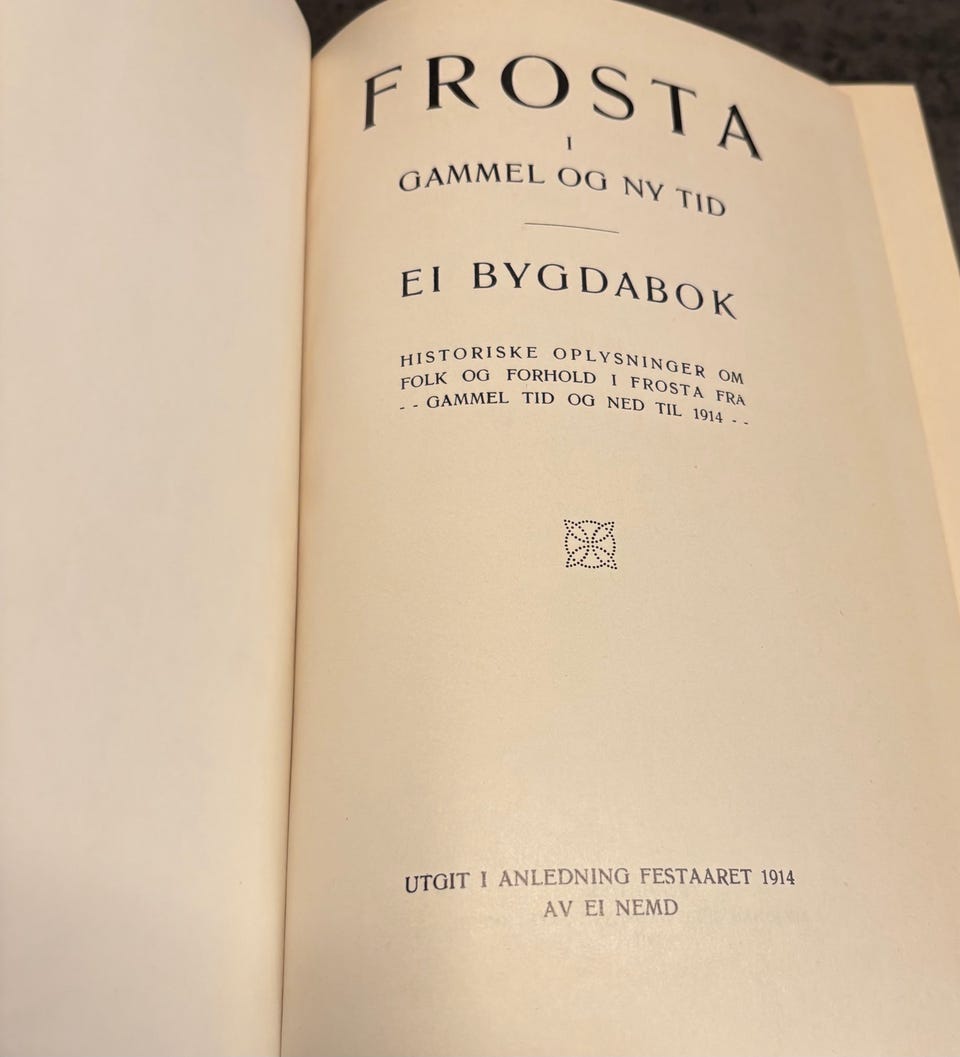 FROSTA
I
GAMMEL OG NY TID
EI BYGDABOK
HISTORISKE OPLYSNINGER OM
FOLK OG FORHOLD I FROSTA FRA
- - GAMMEL TID OG NED TIL 1914 - -
UTGIT I ANLEDNING FESTAARET 1914
AV EI NEMD